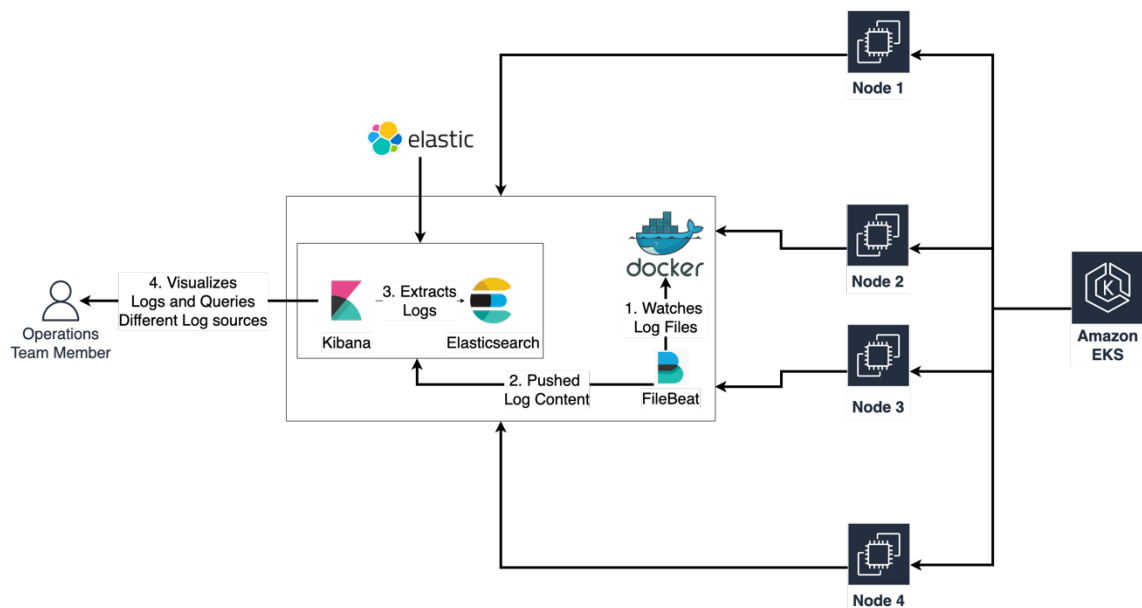 Node 1
elastic
docker
Node 2
4. Visualizes
Logs and Queries
Different Log sources
3. Extracts
Logs
1. Watches
Log Files
Operations
Team Member
Kibana
Elasticsearch
Amazon
EKS
2. Pushed
Log Content
FileBeat
Node 3
Node 4